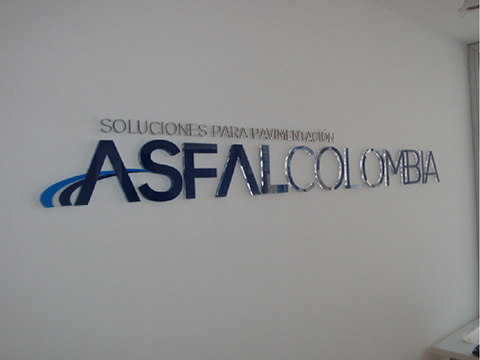 SOLUCIONES PARA PAVIMENTACIÓN
ASFALCOLOMBIA